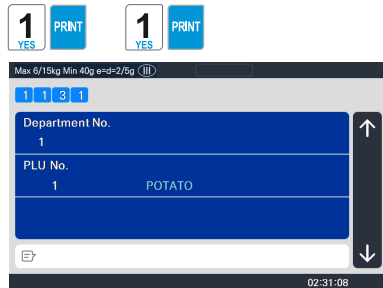 1 PRINT 1 PRINT
YES YES
Max 6/15kg Min 40g e=d=2/5g (III)
1 1 3 1
Department No.
1
PLU No.
1 POTATO
02:31:08